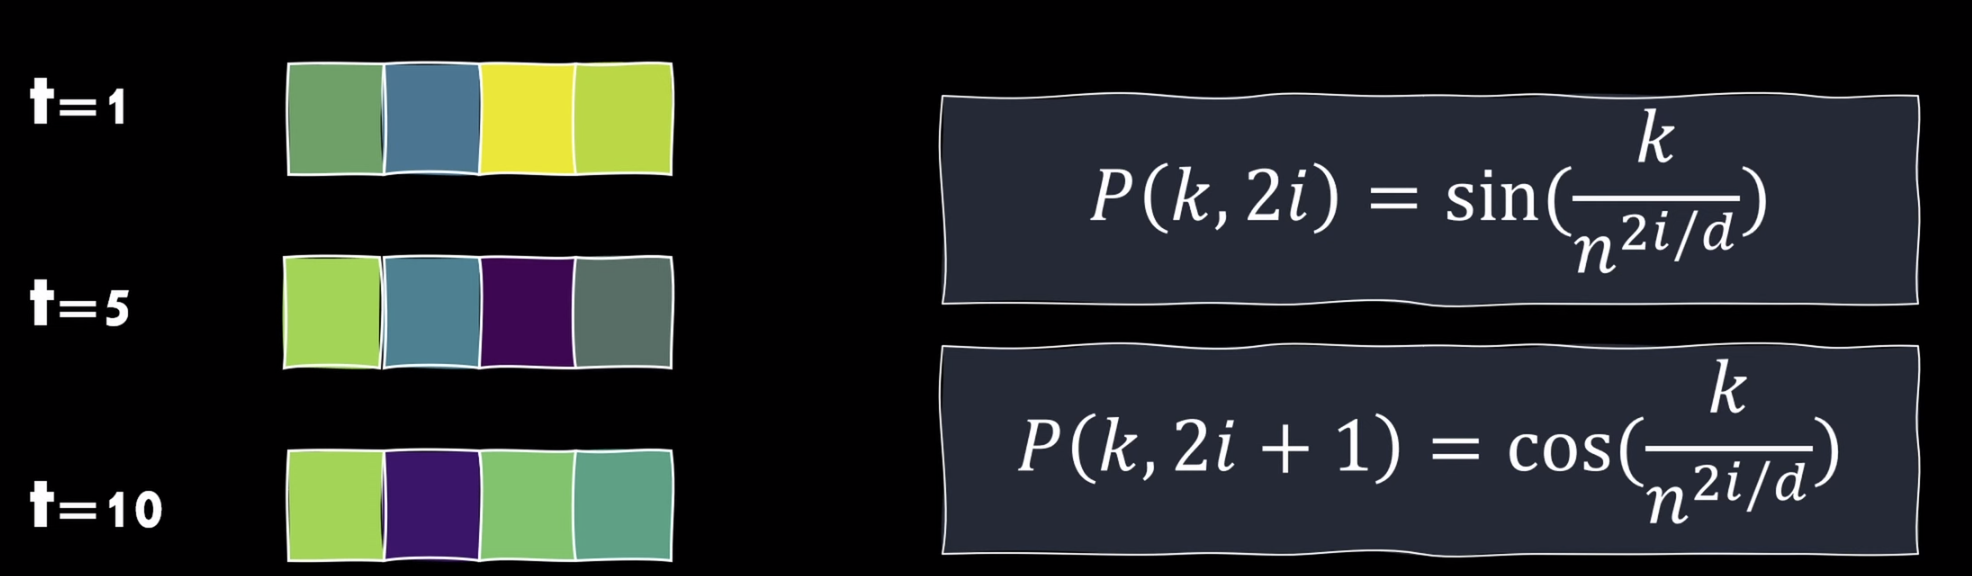 t=1
t=5
t=10
P(k, 2i) = sin(k/n^{2i/d})
P(k, 2i + 1) = cos(k/n^{2i/d})